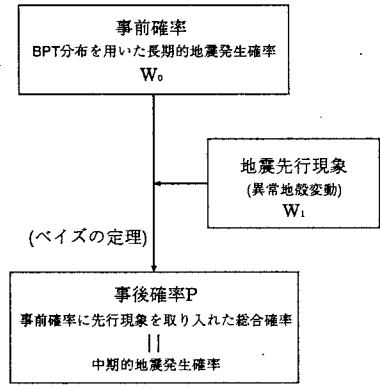 事前確率
BPT分布を用いた長期的地震発生確率
W₀
地震先行現象
(異常地殻変動)
W₁
(ベイズの定理)
事後確率P
事前確率に先行現象を取り入れた総合確率
||
中期的地震発生確率